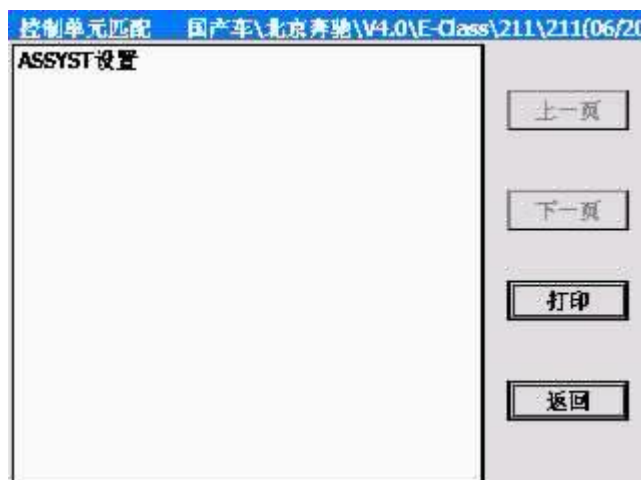 控制单元匹配 国产车\北京奔驰\V4.0\E-Class\211\211(06/20
ASSYST设置
上一页
下一页
打印
返回